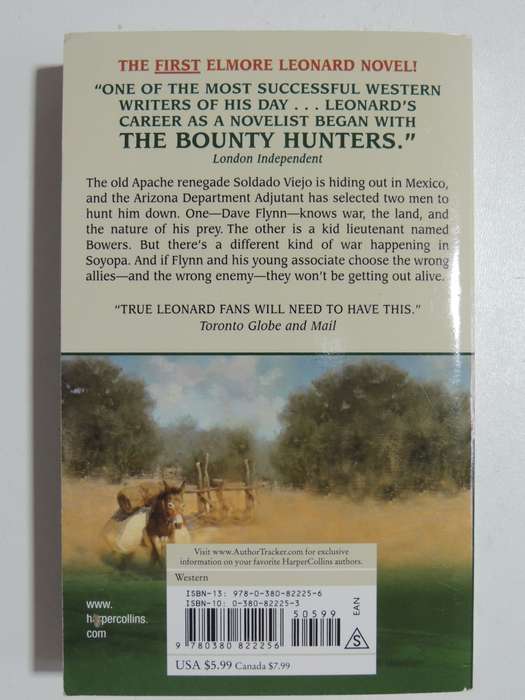 THE FIRST ELMORE LEONARD NOVEL!
“ONE OF THE MOST SUCCESSFUL WESTERN
WRITERS OF HIS DAY . . . LEONARD’S
CAREER AS A NOVELIST BEGAN WITH
THE BOUNTY HUNTERS.”
London Independent
The old Apache renegade Soldado Viejo is hiding out in Mexico,
and the Arizona Department Adjutant has selected two men to
hunt him down. One—Dave Flynn—knows war, the land, and
the nature of his prey. The other is a kid lieutenant named
Bowers. But there’s a different kind of war happening in
Soyopa. And if Flynn and his young associate choose the wrong
allies—and the wrong enemy—they won’t be getting out alive.
“TRUE LEONARD FANS WILL NEED TO HAVE THIS.”
Toronto Globe and Mail
Visit www.AuthorTracker.com for exclusive
information on your favorite HarperCollins authors.
Western
ISBN-13: 978-0-380-82225-6
ISBN-10: 0-380-82225-3
50599
EAN
S
9 780380 822256
USA $5.99 Canada $7.99
www.
harpercollins.
com